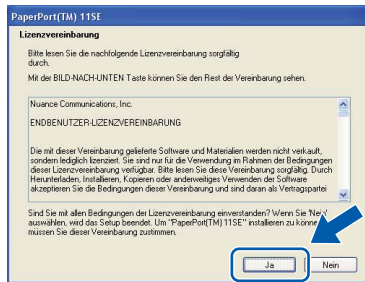 PaperPort(TM) 11SE
Lizenzvereinbarung
Bitte lesen Sie die nachfolgende Lizenzvereinbarung sorgfältig
durch.
Mit der BILD-NACH-UNTEN Taste können Sie den Rest der Vereinbarung sehen.
Nuance Communications, Inc.
ENDBENUTZER-LIZENZVEREINBARUNG
Die mit dieser Vereinbarung gelieferte Software und Materialien werden nicht verkauft,
sondern lediglich lizenziert. Sie sind nur für die Verwendung im Rahmen der Bedingungen
dieser Lizenzvereinbarung verfügbar. Bitte lesen Sie diese Vereinbarung sorgfältig. Durch
Herunterladen, Installieren, Kopieren oder anderweitiges Verwenden der Software
akzeptieren Sie die Bedingungen dieser Vereinbarung und sind daran als Vertragspartei
Sind Sie mit allen Bedingungen der Lizenzvereinbarung einverstanden? Wenn Sie 'Nein'
auswählen, wird das Setup beendet. Um "PaperPort(TM) 11SE" installieren zu
müssen Sie dieser Vereinbarung zustimmen.
Ja
Nein